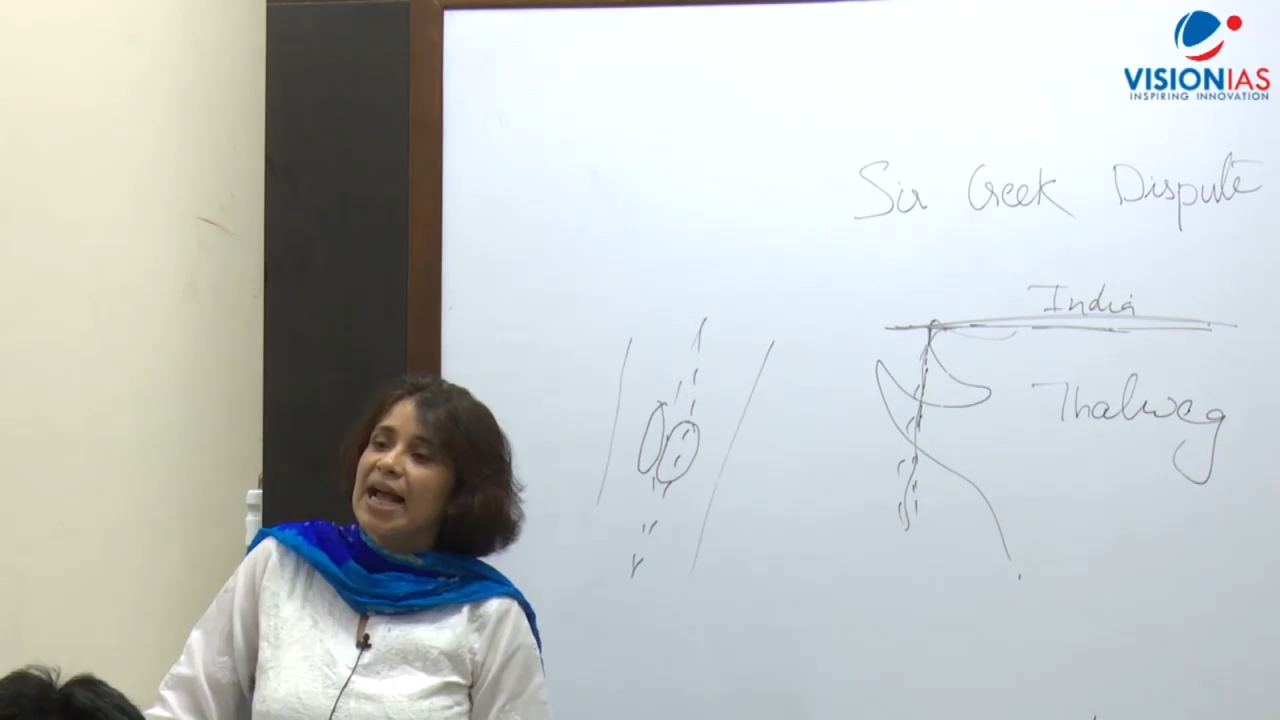 VISIONIAS
INSPIRING INNOVATION
Sir Creek Dispute
India
Thalweg